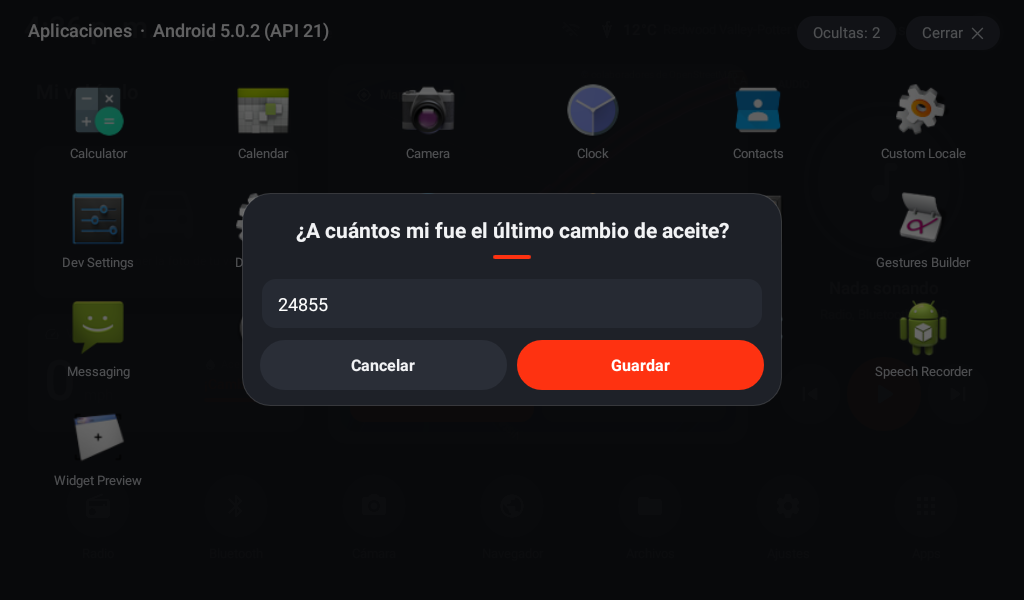 Aplicaciones · Android 5.0.2 (API 21)
Ocultas: 2
Cerrar
Calculator
Calendar
Camera
Clock
Contacts
Custom Locale
¿A cuántos mi fue el último cambio de aceite?
24855
Cancelar
Guardar
Dev Settings
Gestures Builder
Messaging
Speech Recorder
Widget Preview